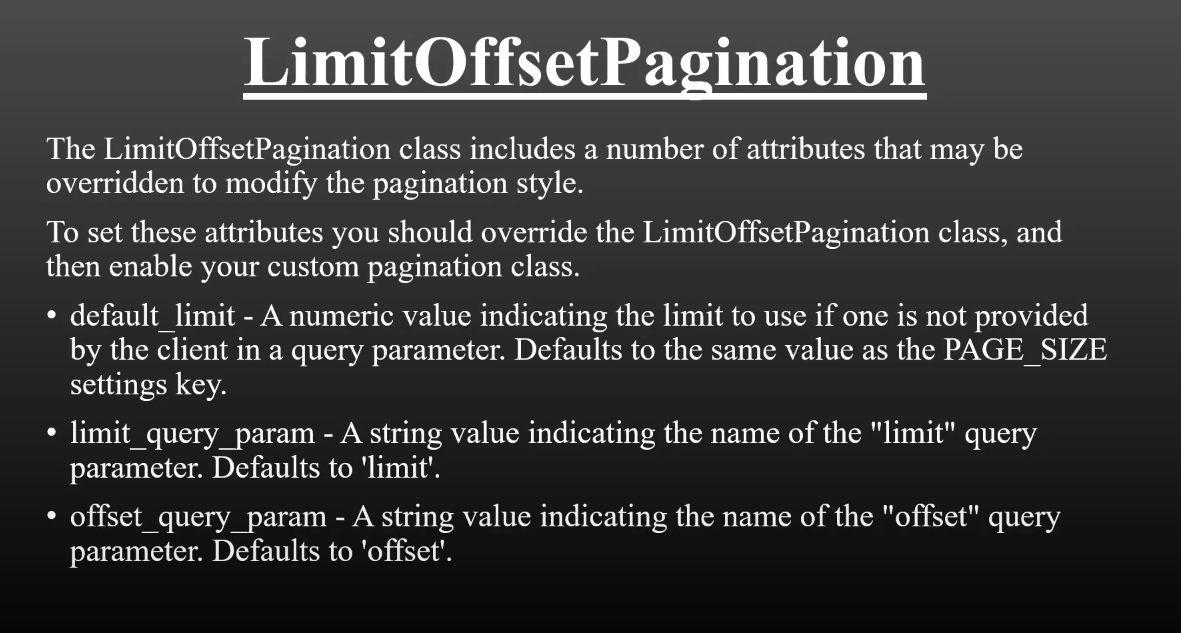 LimitOffsetPagination
The LimitOffsetPagination class includes a number of attributes that may be
overridden to modify the pagination style.
To set these attributes you should override the LimitOffsetPagination class, and
then enable your custom pagination class.
• default_limit - A numeric value indicating the limit to use if one is not provided
by the client in a query parameter. Defaults to the same value as the PAGE_SIZE
settings key.
• limit_query_param - A string value indicating the name of the "limit" query
parameter. Defaults to 'limit'.
• offset_query_param - A string value indicating the name of the "offset" query
parameter. Defaults to 'offset'.